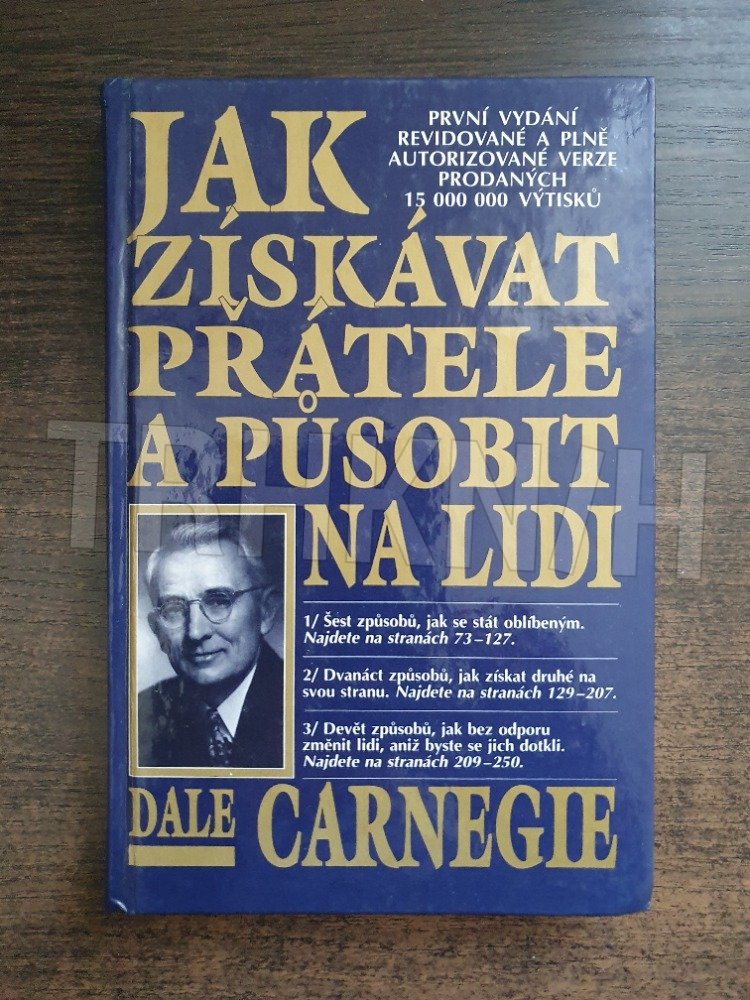 JAK
PRVNÍ VYDÁNÍ
REVIDOVANÉ A PLNĚ
AUTORIZOVANÉ VERZE
PRODANÝCH
15 000 000 VÝTISKŮ
ZÍSKÁVAT
PŘÁTELE
A PŮSOBIT
NA LIDI
TRHKNIH
1/ Šest způsobů, jak se stát oblíbeným.
Najdete na stranách 73–127.
2/ Dvanáct způsobů, jak získat druhé na
svou stranu. Najdete na stranách 129–207.
3/ Devět způsobů, jak bez odporu
změnit lidi, aniž byste se jich dotkli.
Najdete na stranách 209–250.
DALE CARNEGIE